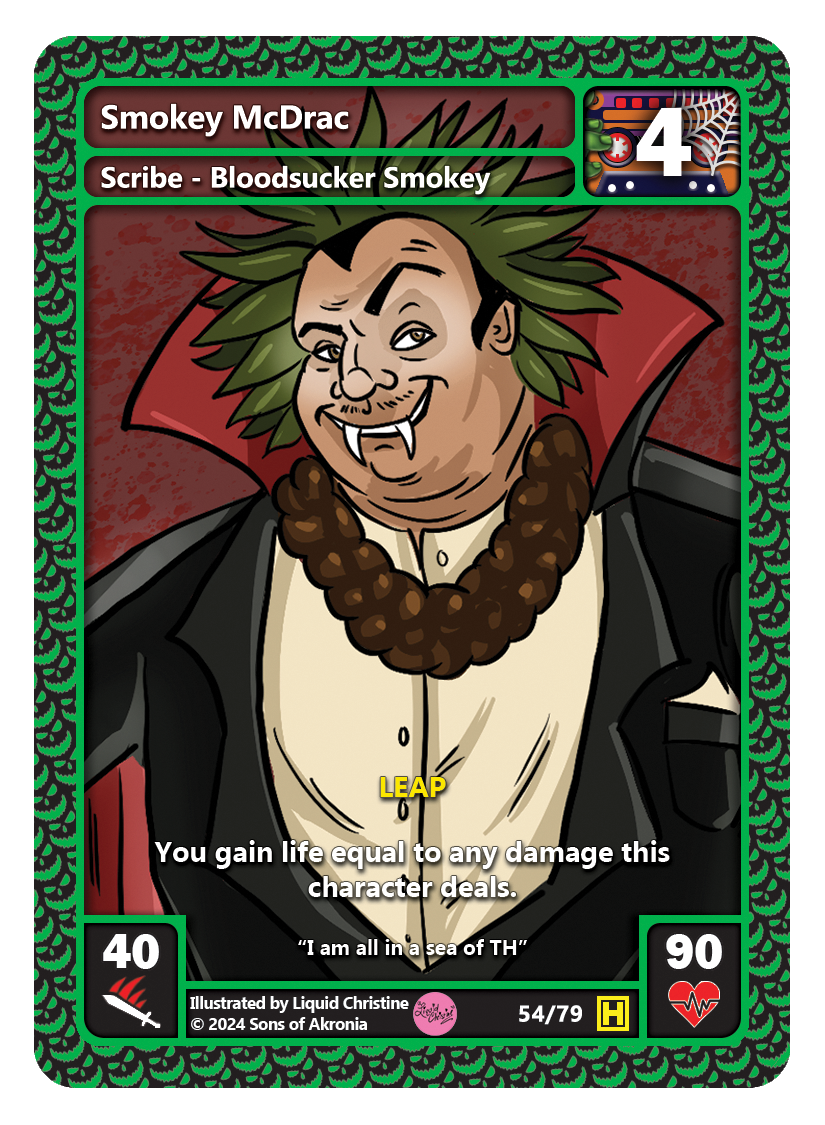 Smokey McDrac
4
Scribe - Bloodsucker Smokey
LEAP
You gain life equal to any damage this
character deals.
“I am all in a sea of TH”
40
90
Illustrated by Liquid Christine
© 2024 Sons of Akronia
54/79
H